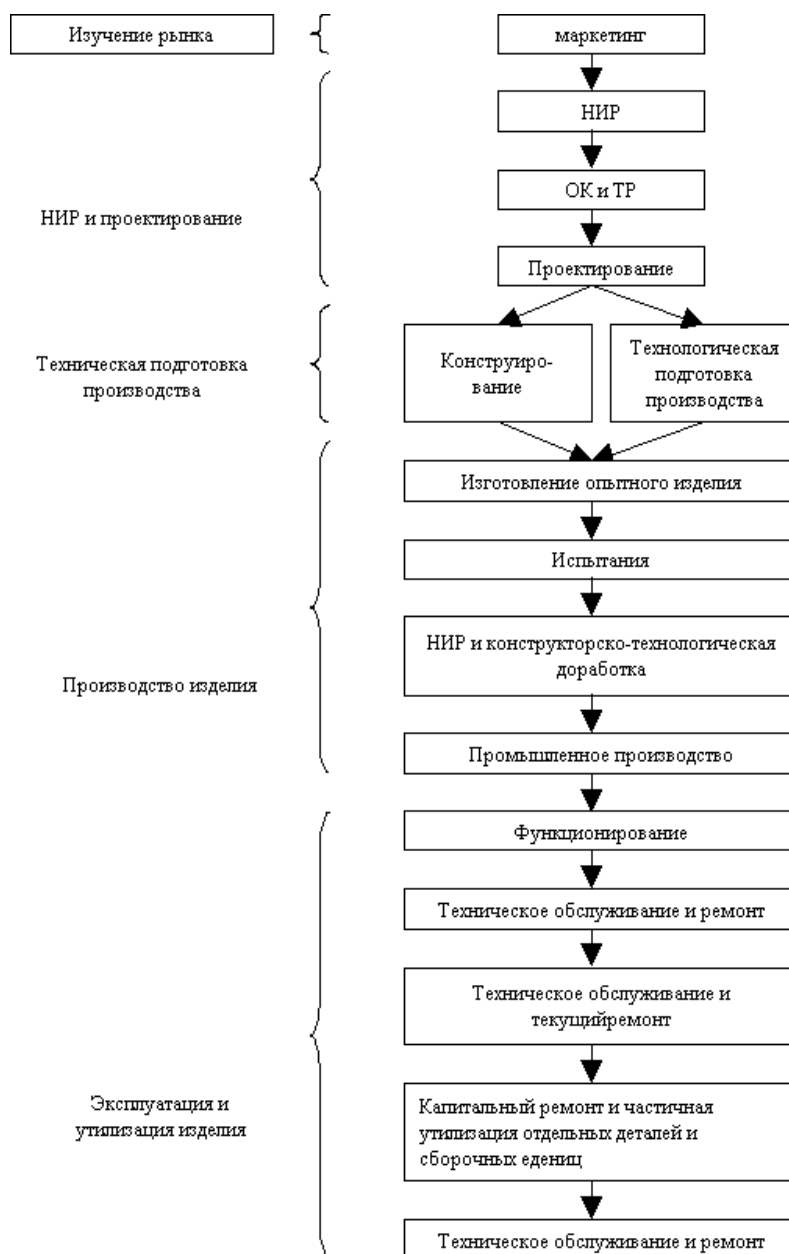 Изучение рынка
маркетинг
НИР
ОК и ТР
НИР и проектирование
Проектирование
Техническая подготовка
производства
Конструиро-
вание
Технологическая
подготовка
производства
Изготовление опытного изделия
Испытания
НИР и конструкторско-технологическая
доработка
Производство изделия
Промышленное производство
Функционирование
Техническое обслуживание и ремонт
Техническое обслуживание и
текущийремонт
Эксплуатация и
утилизация изделия
Капитальный ремонт и частичная
утилизация отдельных деталей и
сборочных едениц
Техническое обслуживание и ремонт